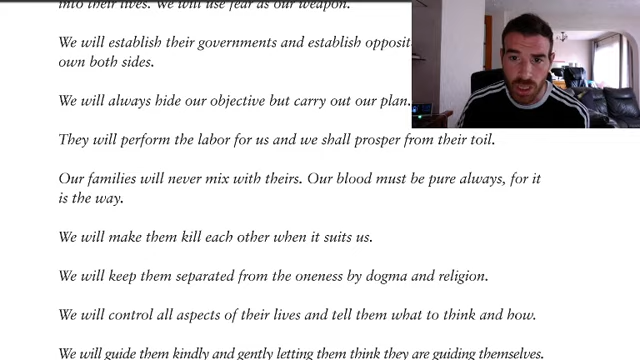 into their lives. We will use fear as our weapon.
We will establish their governments and establish
own both sides.
We will always hide our objective but carry out our plan.
They will perform the labor for us and we shall prosper from their toil.
Our families will never mix with theirs. Our blood must be pure always, for it
is the way.
We will make them kill each other when it suits us.
We will keep them separated from the oneness by dogma and religion.
We will control all aspects of their lives and tell them what to think and how.
We will guide them kindly and gently letting them think they are guiding themselves.